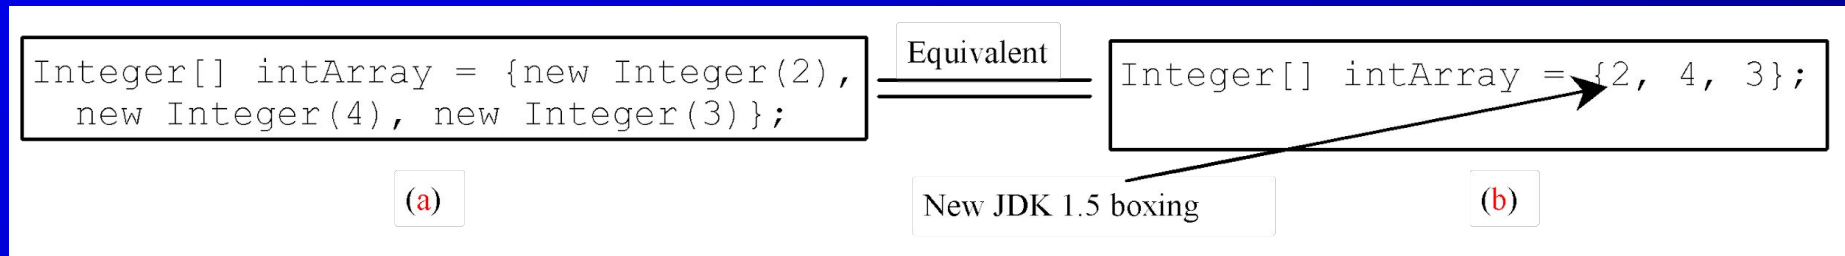 Integer[] intArray = {new Integer(2),
new Integer(4), new Integer(3)};
Equivalent
Integer[] intArray = {2, 4, 3};
(a)
New JDK 1.5 boxing
(b)